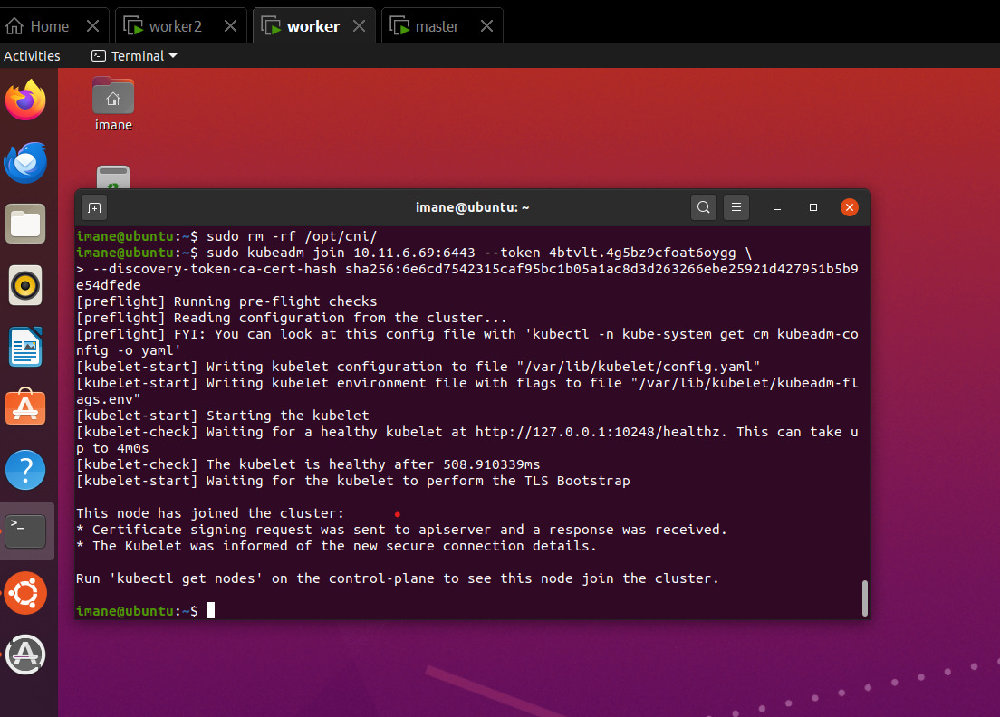 Home
worker2
worker
master
Activities
Terminal
imane
imane@ubuntu: ~
imane@ubuntu:~$ sudo rm -rf /opt/cni/
imane@ubuntu:~$ sudo kubeadm join 10.11.6.69:6443 --token 4btvlt.4g5bz9cfoat6oygg \
> --discovery-token-ca-cert-hash sha256:6e6cd7542315caf95bc1b05a1ac8d3d263266ebe25921d427951b5b9
e54dfede
[preflight] Running pre-flight checks
[preflight] Reading configuration from the cluster...
[preflight] FYI: You can look at this config file with 'kubectl -n kube-system get cm kubeadm-co
nfig -o yaml'
[kubelet-start] Writing kubelet configuration to file "/var/lib/kubelet/config.yaml"
[kubelet-start] Writing kubelet environment file with flags to file "/var/lib/kubelet/kubeadm-fl
ags.env"
[kubelet-start] Starting the kubelet
[kubelet-check] Waiting for a healthy kubelet at http://127.0.0.1:10248/healthz. This can take u
p to 4m0s
[kubelet-check] The kubelet is healthy after 508.910339ms
[kubelet-start] Waiting for the kubelet to perform the TLS Bootstrap
This node has joined the cluster:
* Certificate signing request was sent to apiserver and a response was received.
* The Kubelet was informed of the new secure connection details.
Run 'kubectl get nodes' on the control-plane to see this node join the cluster.
imane@ubuntu:~$